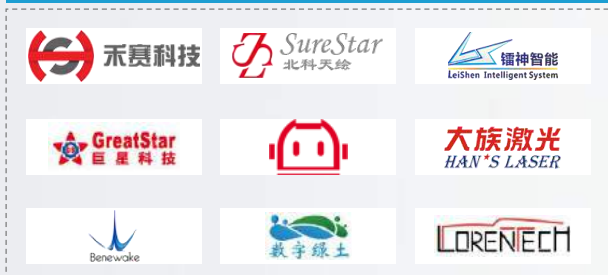 禾赛科技
SureStar
北科天绘
镭神智能
LeiShen Intelligent System
GreatStar
巨星科技
大族激光
HAN'S LASER
Benewake
数字绿土
LORENTECH